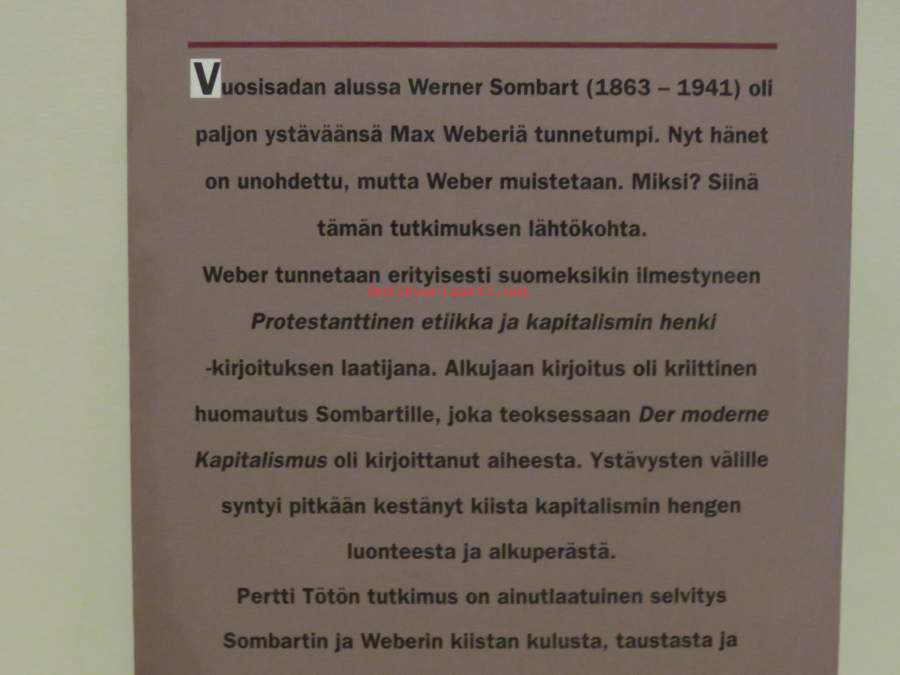 Vuosisadan alussa Werner Sombart (1863 – 1941) oli
paljon ystäväänsä Max Weberiä tunnetumpi. Nyt hänet
on unohdettu, mutta Weber muistetaan. Miksi? Siinä
tämän tutkimuksen lähtökohta.
Weber tunnetaan erityisesti suomeksikin ilmestyneen
Protestanttinen etiikka ja kapitalismin henki
-kirjoituksen laatijana. Alkujaan kirjoitus oli kriittinen
huomautus Sombartille, joka teoksessaan Der moderne
Kapitalismus oli kirjoittanut aiheesta. Ystävysten välille
syntyi pitkään kestänyt kiista kapitalismin hengen
luonteesta ja alkuperästä.
Pertti Tötön tutkimus on ainutlaatuinen selvitys
Sombartin ja Weberin kiistan kulusta, taustasta ja